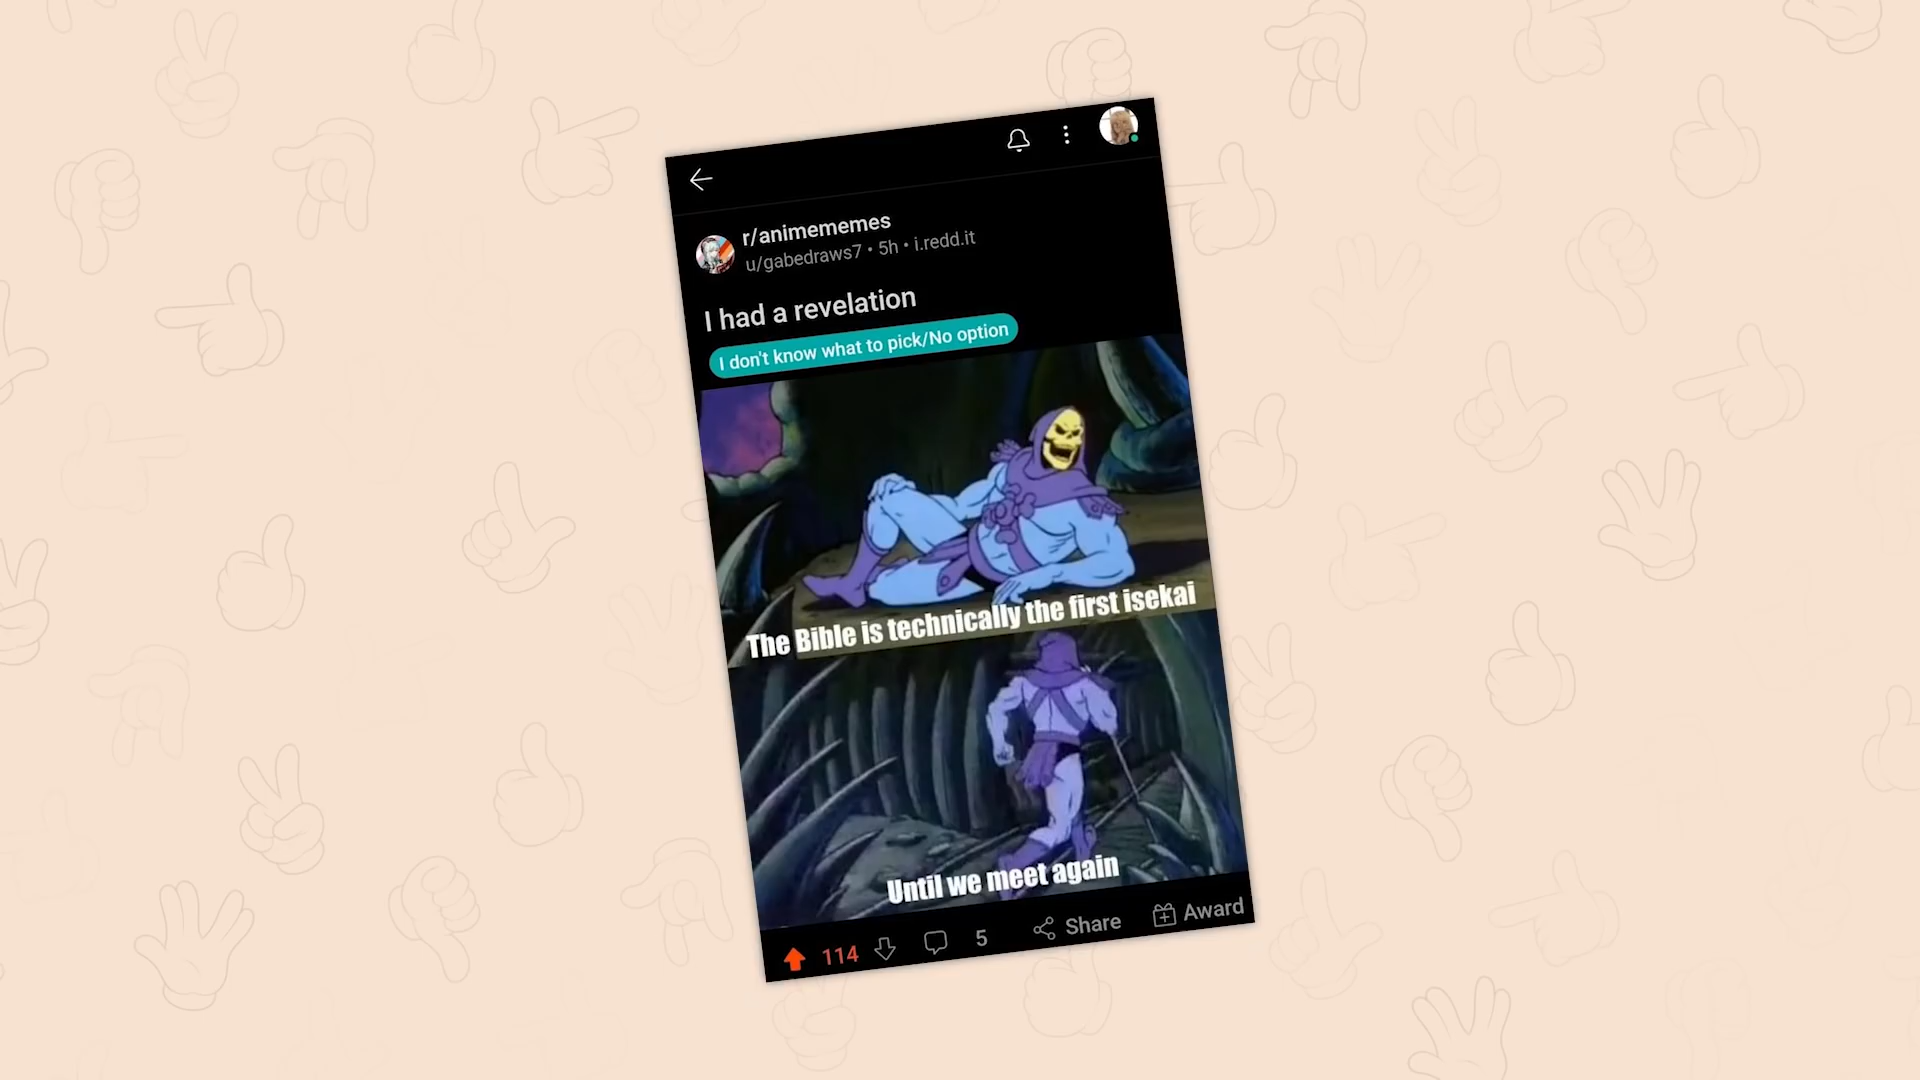 r/animememes
u/gabedraws7 • 5h • i.redd.it
I had a revelation
I don't know what to pick/No option
The Bible is technically the first isekai
Until we meet again
114
5
Share
Award